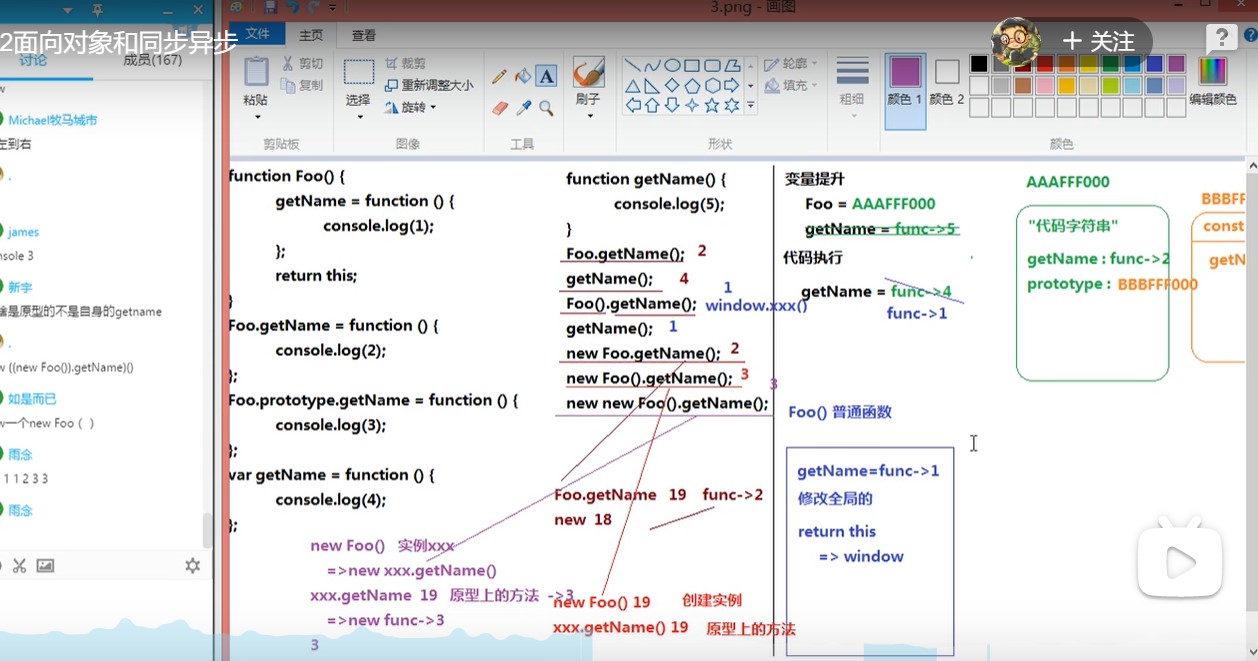 3.png - 画图
2面向对象和同步异步
关注
?
文件 主页 查看
讨论 成员(167)
粘贴
剪切
复制
剪贴板
选择
裁剪
重新调整大小
旋转
图像
A
工具
刷子
轮廓
填充
形状
粗细
颜色 1
颜色 2
编辑颜色
颜色
Michael牧马城市
左到右
james
nsole 3
新宇
啥是原型的不是自身的getname
w ((new Foo()).getName)()
如是而已
w一个new Foo ( )
雨念
1 1 2 3 3
雨念
function Foo() {
getName = function () {
console.log(1);
};
return this;
}
Foo.getName = function () {
console.log(2);
};
Foo.prototype.getName = function () {
console.log(3);
};
var getName = function () {
console.log(4);
};
function getName() {
console.log(5);
}
Foo.getName(); 2
getName(); 4
Foo().getName(); 1 window.xxx()
getName(); 1
new Foo.getName(); 2
new Foo().getName(); 3
new new Foo().getName(); 3
Foo.getName 19 func->2
new 18
new Foo() 实例xxx
=>new xxx.getName()
xxx.getName 19 原型上的方法 ->3
=>new func->3
3
new Foo() 19 创建实例
xxx.getName() 19 原型上的方法
变量提升
Foo = AAAFFF000
getName = func->5
代码执行
getName = func->4
func->1
Foo() 普通函数
getName=func->1
修改全局的
return this
=> window
AAAFFF000
"代码字符串"
getName : func->2
prototype : BBBFFF000
BBBFF
const
getN